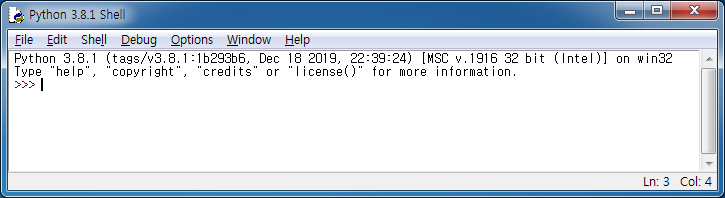 Python 3.8.1 Shell
File Edit Shell Debug Options Window Help
Python 3.8.1 (tags/v3.8.1:1b293b6, Dec 18 2019, 22:39:24) [MSC v.1916 32 bit (Intel)] on win32
Type "help", "copyright", "credits" or "license()" for more information.
>>>
Ln: 3 Col: 4